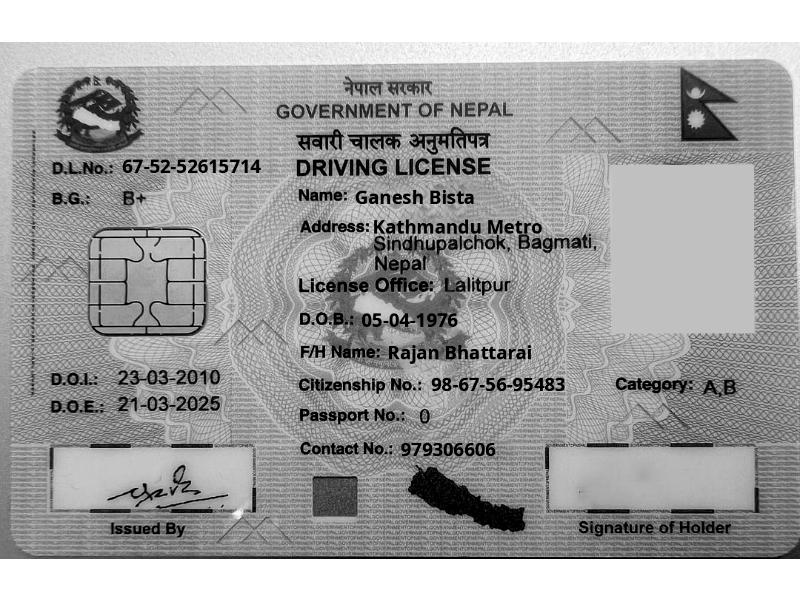 नेपाल सरकार
GOVERNMENT OF NEPAL
सवारी चालक अनुमतिपत्र
DRIVING LICENSE
D.L.No.: 67-52-52615714
B.G.: B+
Name: Ganesh Bista
Address: Kathmandu Metro
Sindhupalchok, Bagmati,
Nepal
License Office: Lalitpur
D.O.B.: 05-04-1976
F/H Name: Rajan Bhattarai
D.O.I.: 23-03-2010
Citizenship No.: 98-67-56-95483
Category: A,B
D.O.E.: 21-03-2025
Passport No.: 0
Contact No.: 979306606
Issued By
Signature of Holder